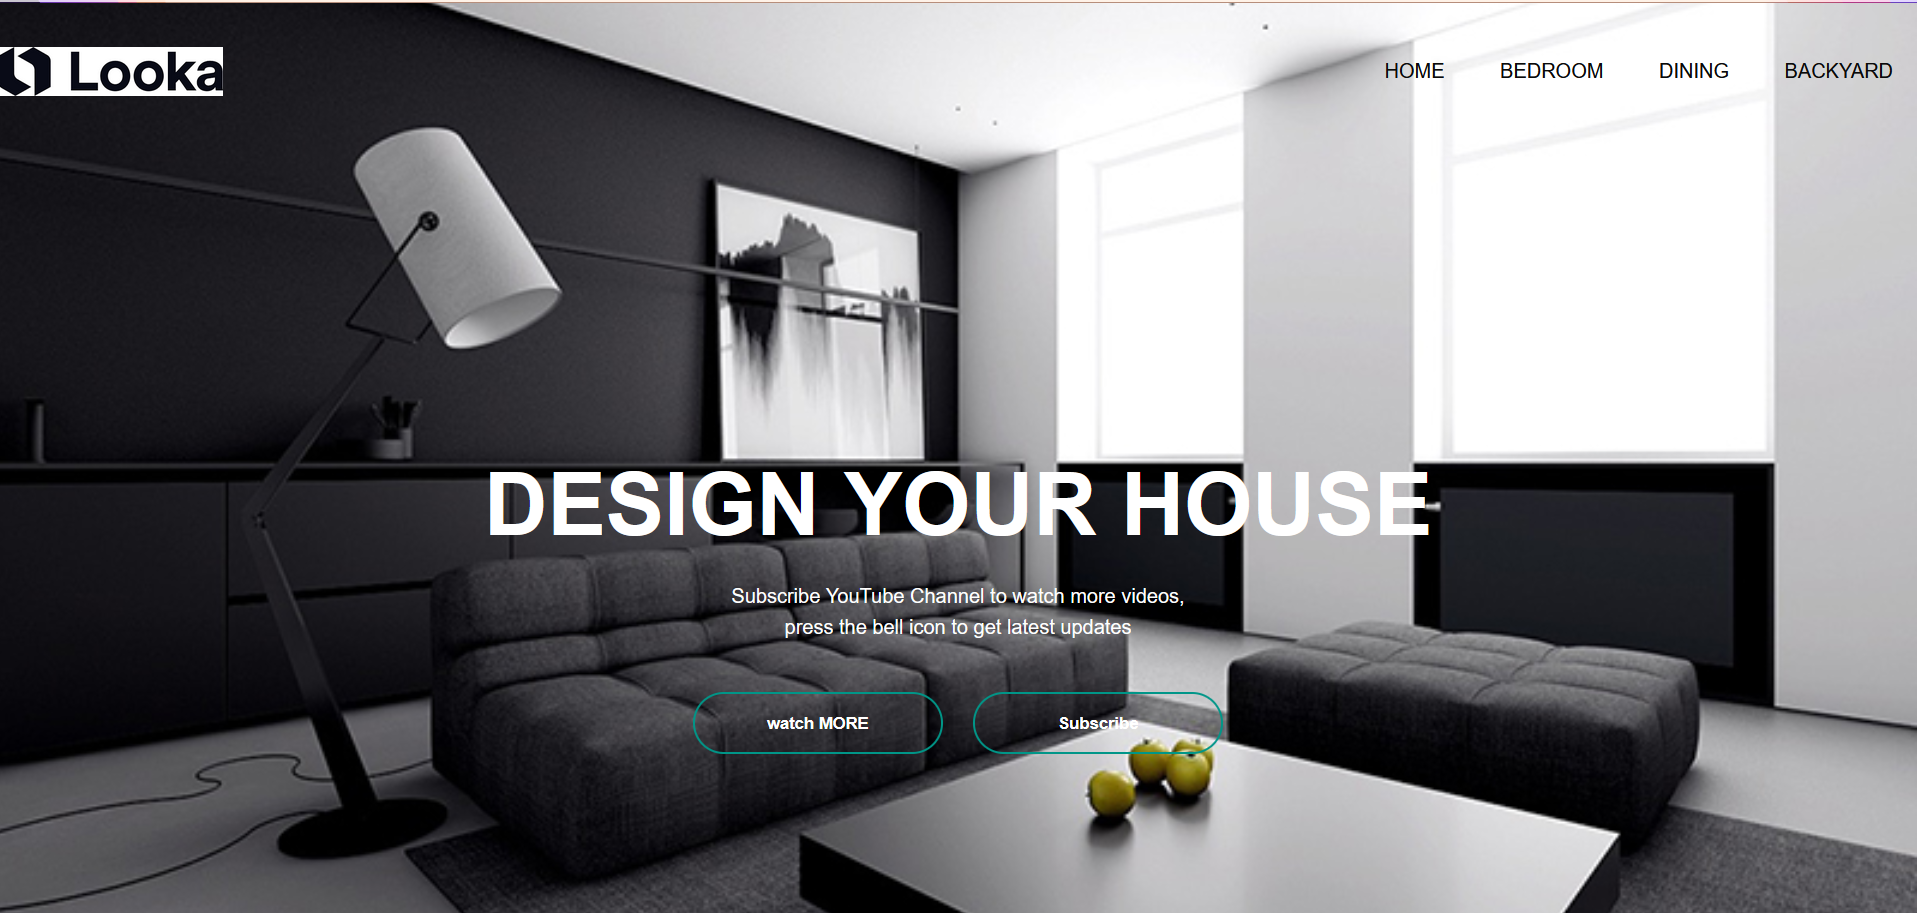 Looka
HOME BEDROOM DINING BACKYARD
DESIGN YOUR HOUSE
Subscribe YouTube Channel to watch more videos,
press the bell icon to get latest updates
watch MORE Subscribe